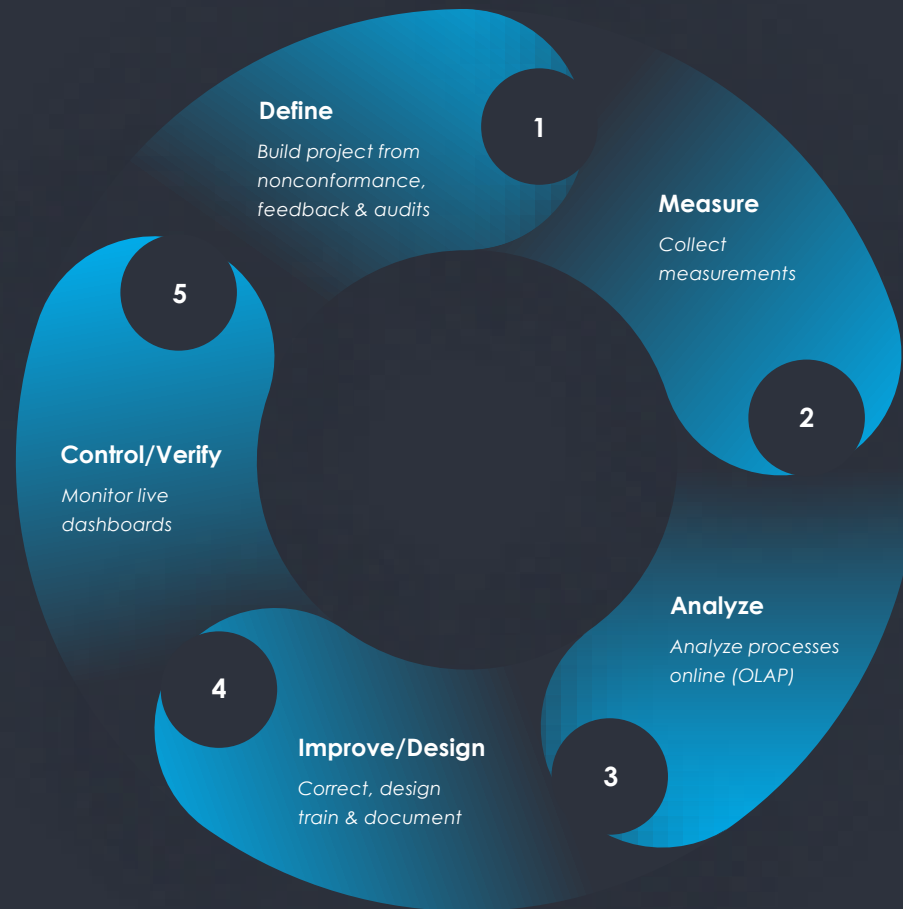 Define
Build project from
nonconformance,
feedback & audits
1
Measure
Collect
measurements
2
Analyze
Analyze processes
online (OLAP)
3
Improve/Design
Correct, design
train & document
4
Control/Verify
Monitor live
dashboards
5